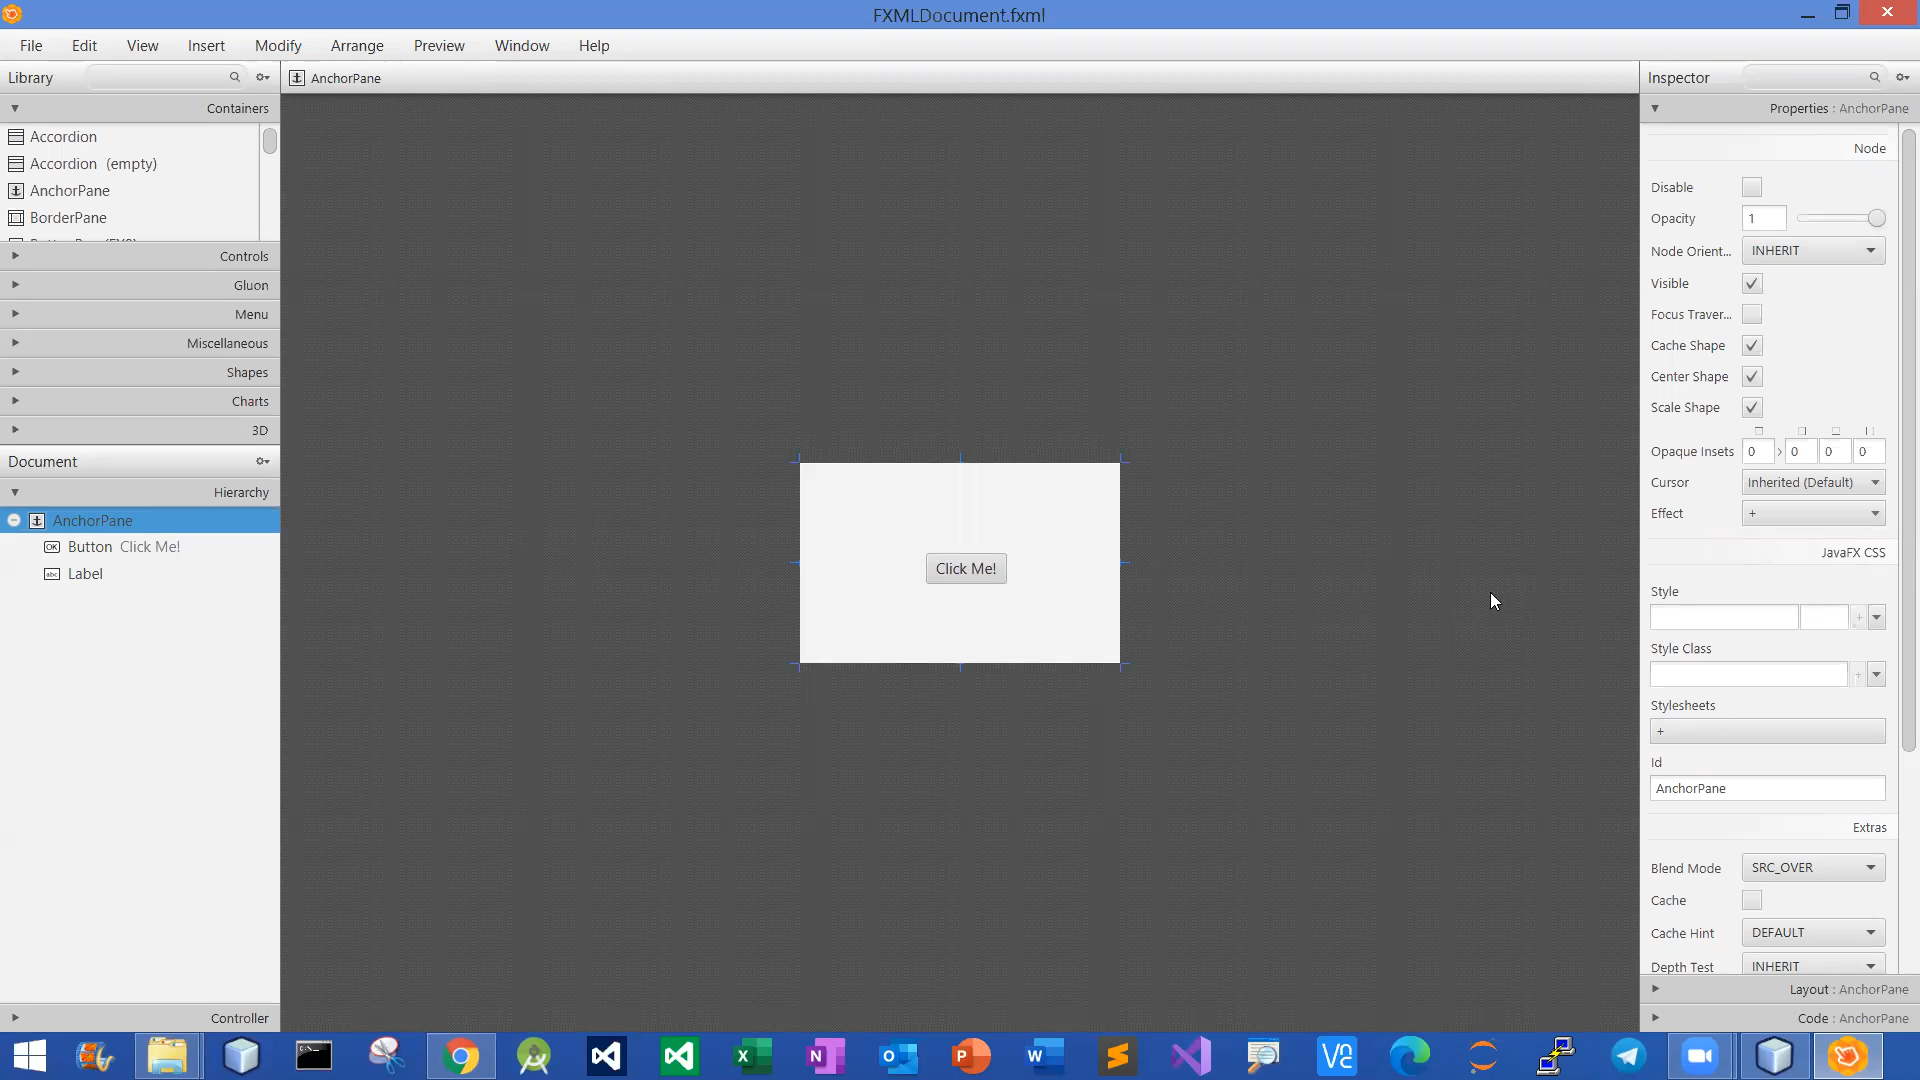 FXMLDocument.fxml
File Edit View Insert Modify Arrange Preview Window Help
Library
AnchorPane
Inspector
Containers
Properties : AnchorPane
Accordion
Accordion (empty)
AnchorPane
BorderPane
Controls
Gluon
Menu
Miscellaneous
Shapes
Charts
3D
Document
Hierarchy
AnchorPane
Button Click Me!
Label
Controller
Click Me!
Node
Disable
Opacity 1
Node Orient... INHERIT
Visible
Focus Traver...
Cache Shape
Center Shape
Scale Shape
Opaque Insets 0 0 0 0
Cursor Inherited (Default)
Effect +
JavaFX CSS
Style
Style Class
Stylesheets
+
Id
AnchorPane
Extras
Blend Mode SRC_OVER
Cache
Cache Hint DEFAULT
Depth Test INHERIT
Layout : AnchorPane
Code : AnchorPane